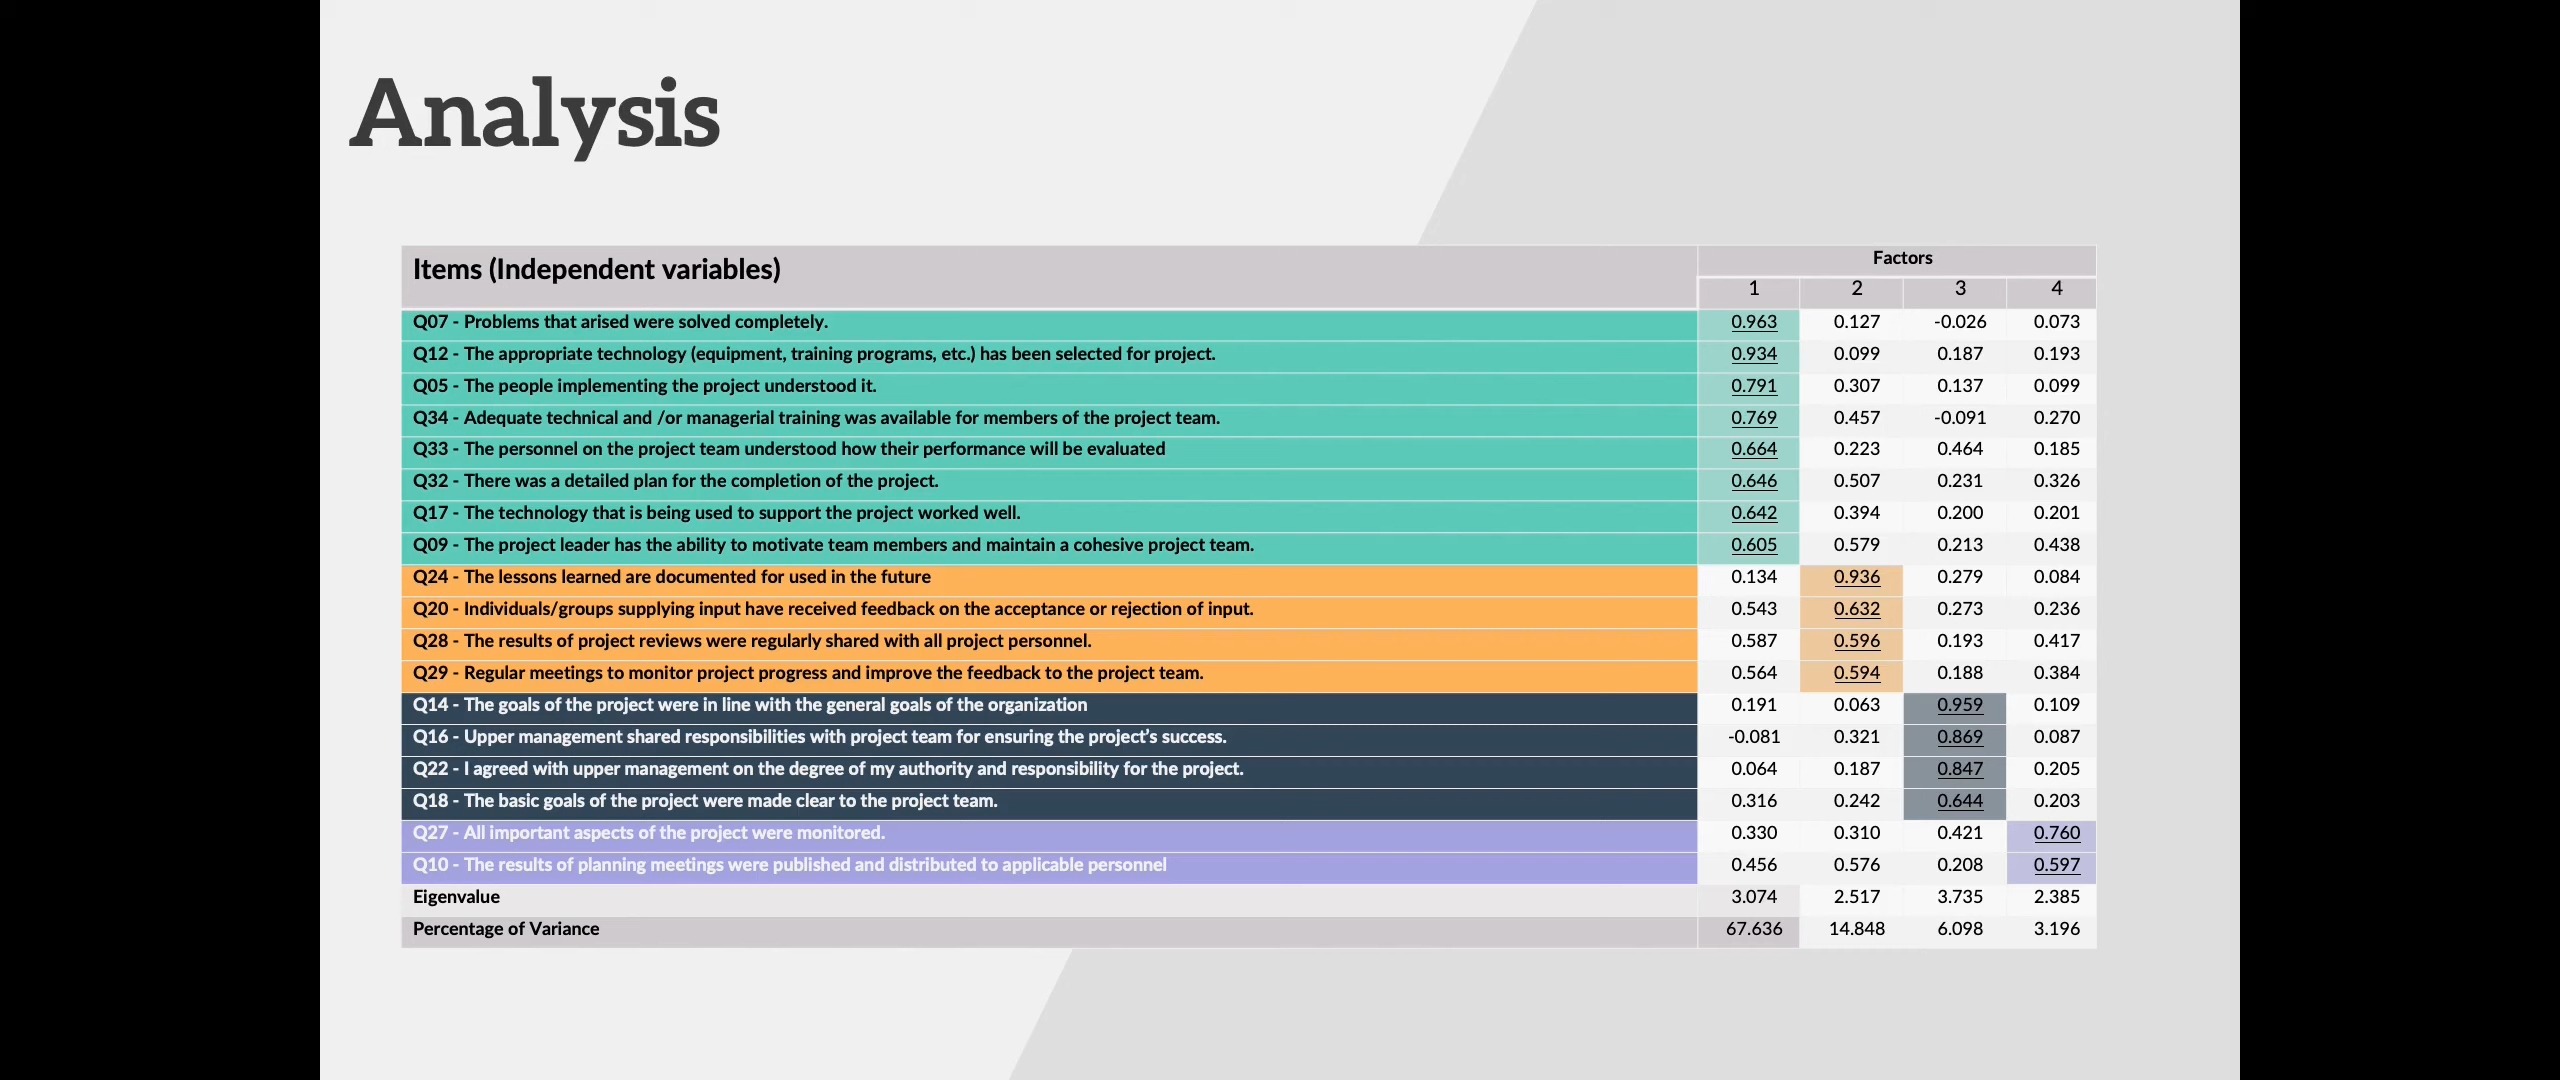 Analysis
Items (Independent variables) Factors
1 2 3 4
Q07 - Problems that arised were solved completely. 0.963 0.127 -0.026 0.073
Q12 - The appropriate technology (equipment, training programs, etc.) has been selected for project. 0.934 0.099 0.187 0.193
Q05 - The people implementing the project understood it. 0.791 0.307 0.137 0.099
Q34 - Adequate technical and /or managerial training was available for members of the project team. 0.769 0.457 -0.091 0.270
Q33 - The personnel on the project team understood how their performance will be evaluated 0.664 0.223 0.464 0.185
Q32 - There was a detailed plan for the completion of the project. 0.646 0.507 0.231 0.326
Q17 - The technology that is being used to support the project worked well. 0.642 0.394 0.200 0.201
Q09 - The project leader has the ability to motivate team members and maintain a cohesive project team. 0.605 0.579 0.213 0.438
Q24 - The lessons learned are documented for used in the future 0.134 0.936 0.279 0.084
Q20 - Individuals/groups supplying input have received feedback on the acceptance or rejection of input. 0.543 0.632 0.273 0.236
Q28 - The results of project reviews were regularly shared with all project personnel. 0.587 0.596 0.193 0.417
Q29 - Regular meetings to monitor project progress and improve the feedback to the project team. 0.564 0.594 0.188 0.384
Q14 - The goals of the project were in line with the general goals of the organization 0.191 0.063 0.959 0.109
Q16 - Upper management shared responsibilities with project team for ensuring the project’s success. -0.081 0.321 0.869 0.087
Q22 - I agreed with upper management on the degree of my authority and responsibility for the project. 0.064 0.187 0.847 0.205
Q18 - The basic goals of the project were made clear to the project team. 0.316 0.242 0.644 0.203
Q27 - All important aspects of the project were monitored. 0.330 0.310 0.421 0.760
Q10 - The results of planning meetings were published and distributed to applicable personnel 0.456 0.576 0.208 0.597
Eigenvalue 3.074 2.517 3.735 2.385
Percentage of Variance 67.636 14.848 6.098 3.196